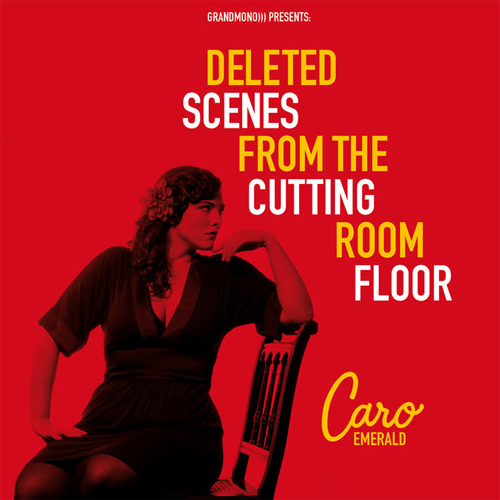 GRANDMONO))) PRESENTS:
DELETED
SCENES
FROM THE
CUTTING
ROOM
FLOOR
Caro
EMERALD